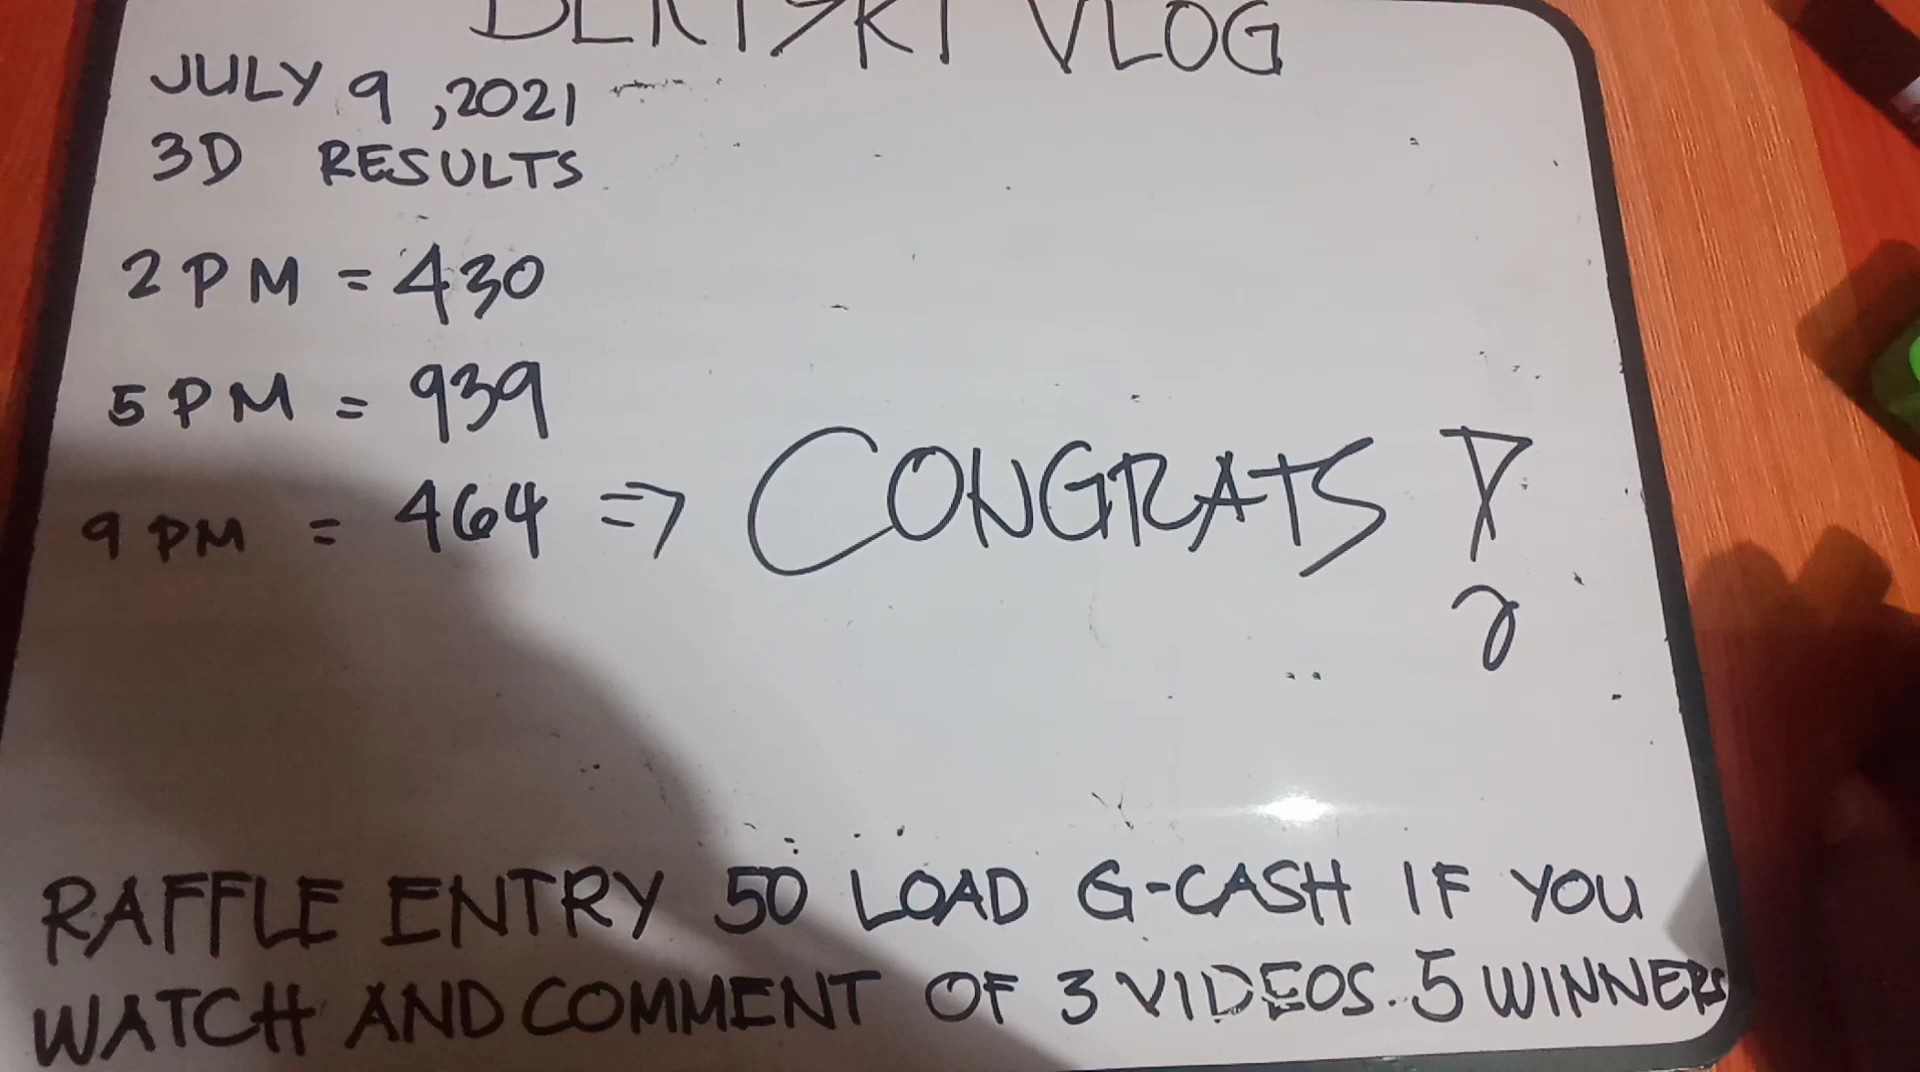 VLOG
JULY 9, 2021
3D RESULTS
2 PM = 430
5 PM = 939
9 PM = 464 => CONGRATS !
RAFFLE ENTRY 50 LOAD G-CASH IF YOU
WATCH AND COMMENT OF 3 VIDEOS. 5 WINNERS